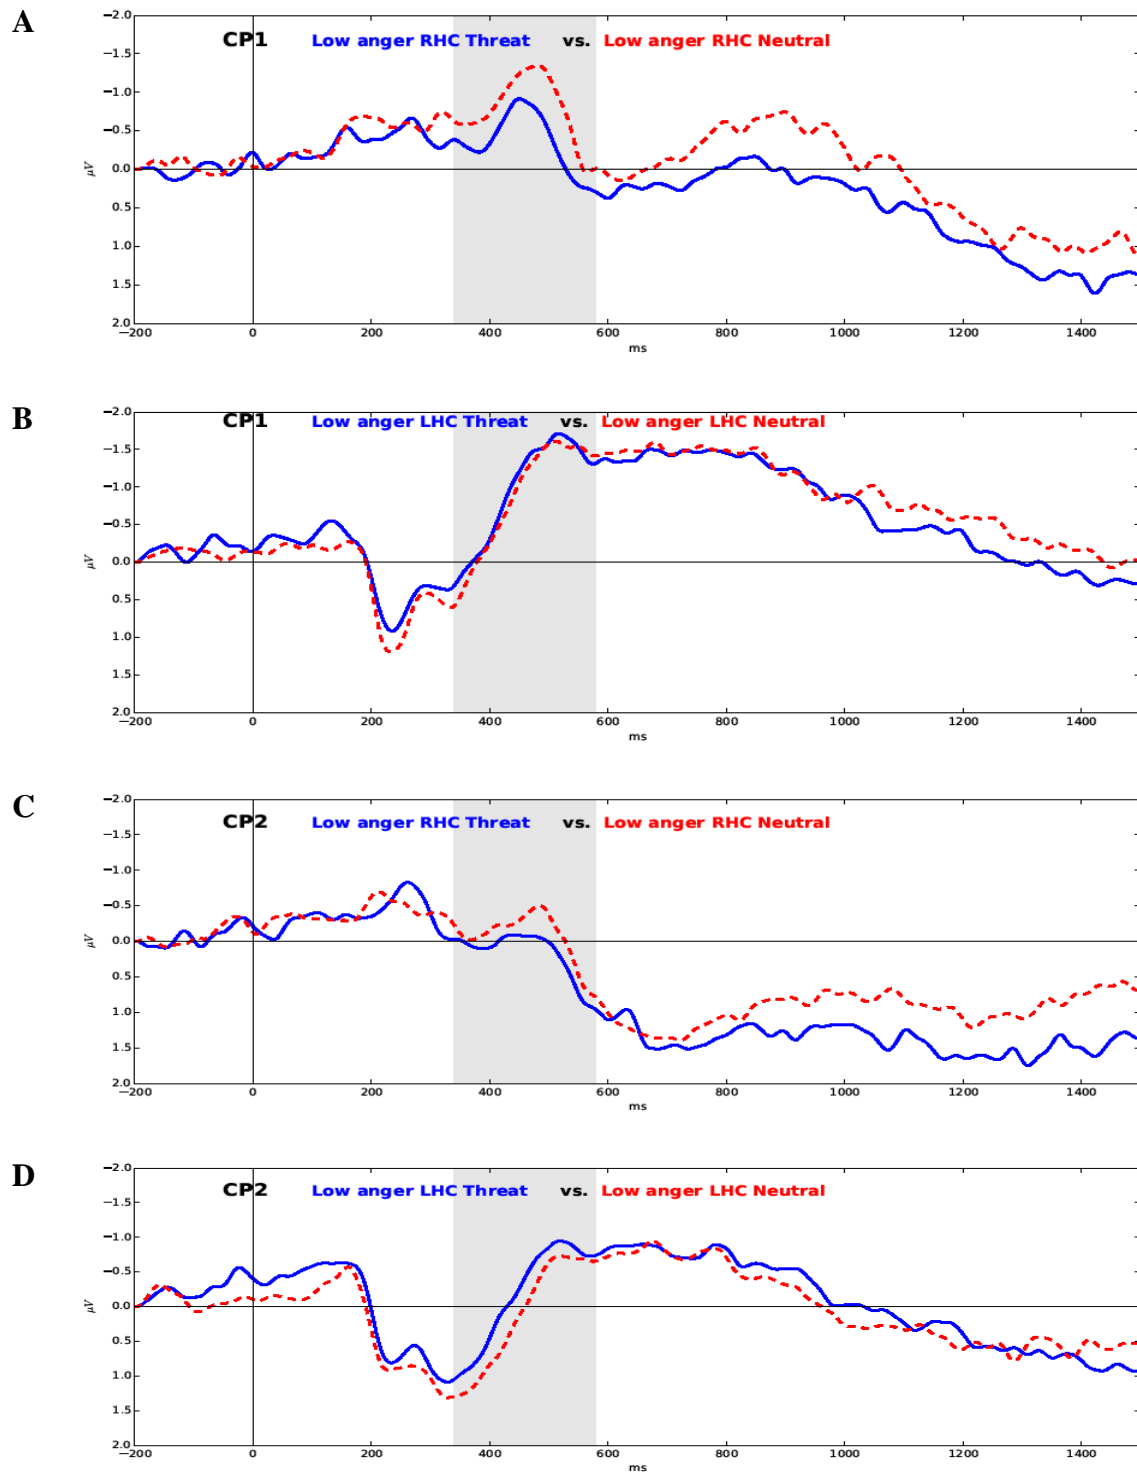 A
CP1 Low anger RHC Threat vs. Low anger RHC Neutral
−2.0
−1.5
−1.0
−0.5
0.0
0.5
1.0
1.5
2.0
μV
−200 0 200 400 600 800 1000 1200 1400
ms
B
CP1 Low anger LHC Threat vs. Low anger LHC Neutral
−2.0
−1.5
−1.0
−0.5
0.0
0.5
1.0
1.5
2.0
μV
−200 0 200 400 600 800 1000 1200 1400
ms
C
CP2 Low anger RHC Threat vs. Low anger RHC Neutral
−2.0
−1.5
−1.0
−0.5
0.0
0.5
1.0
1.5
2.0
μV
−200 0 200 400 600 800 1000 1200 1400
ms
D
CP2 Low anger LHC Threat vs. Low anger LHC Neutral
−2.0
−1.5
−1.0
−0.5
0.0
0.5
1.0
1.5
2.0
μV
−200 0 200 400 600 800 1000 1200 1400
ms